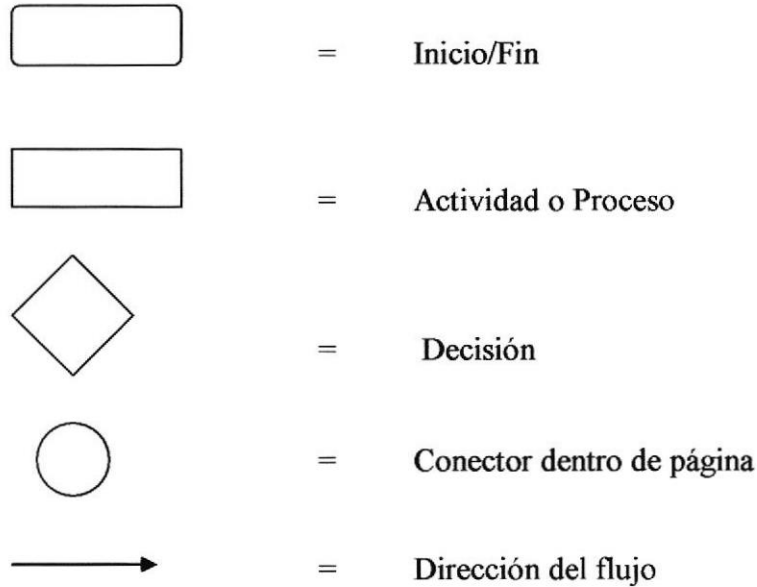 = Inicio/Fin
= Actividad o Proceso
= Decisión
= Conector dentro de página
= Dirección del flujo